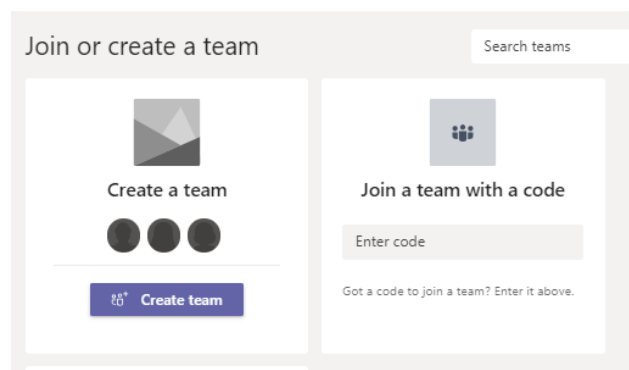 Join or create a team
Search teams
Create a team
Create team
Join a team with a code
Enter code
Got a code to join a team? Enter it above.